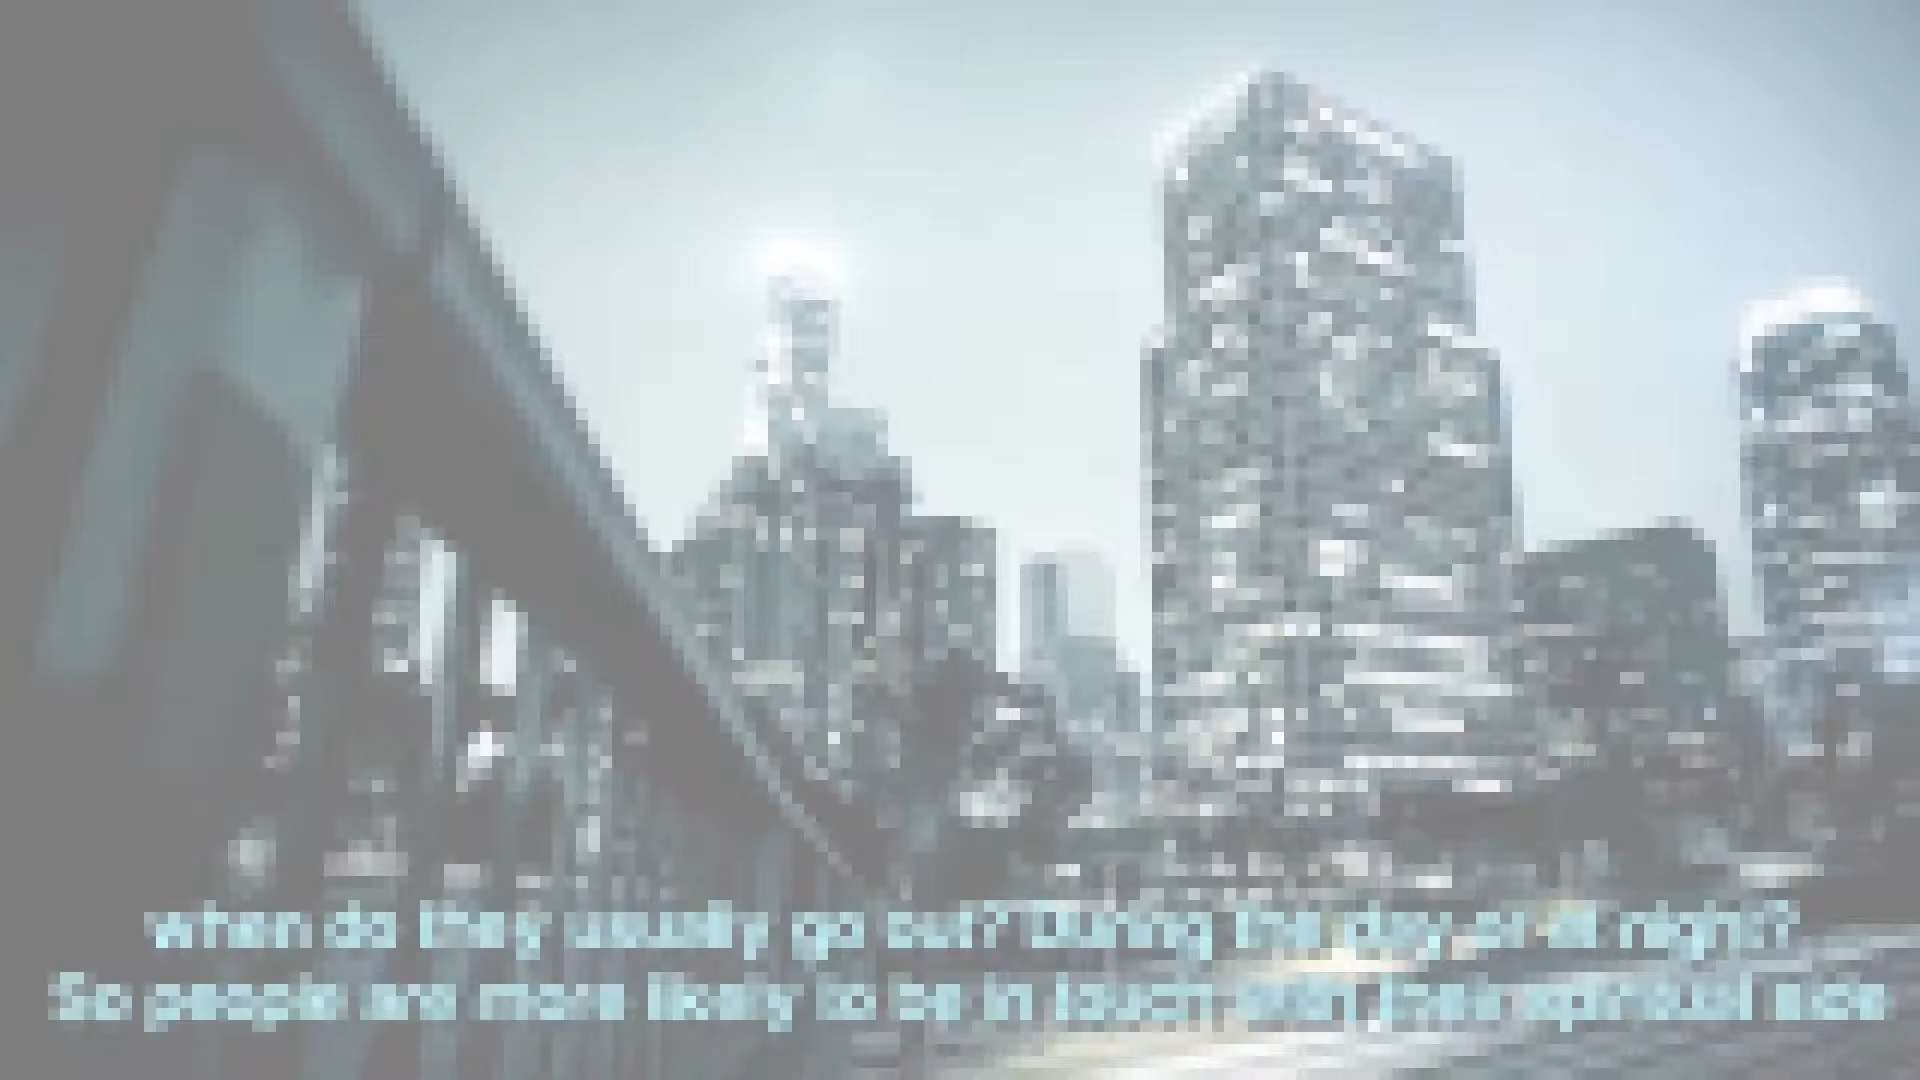 when do they usually go out? During the day or at night?
So people are more likely to be in touch with their spiritual side